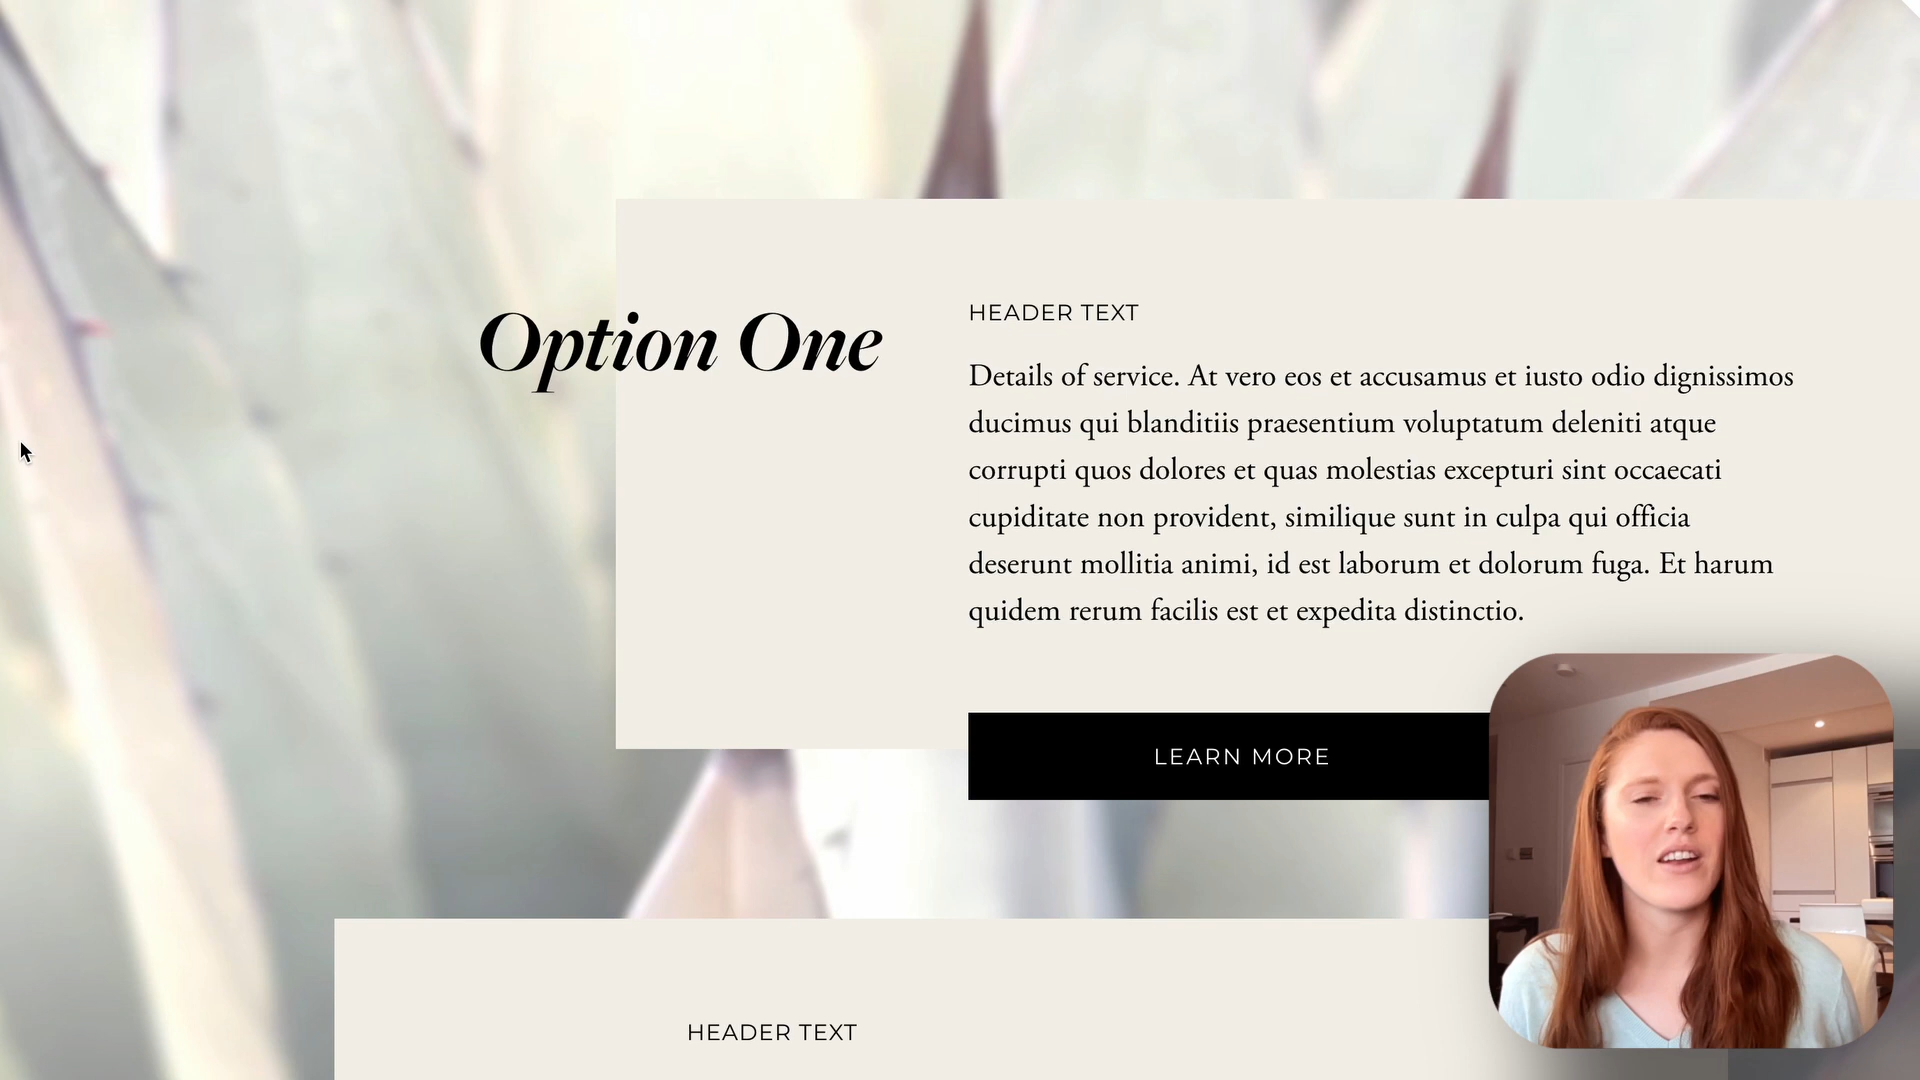 Option One
HEADER TEXT
Details of service. At vero eos et accusamus et iusto odio dignissimos
ducimus qui blanditiis praesentium voluptatum deleniti atque
corrupti quos dolores et quas molestias excepturi sint occaecati
cupiditate non provident, similique sunt in culpa qui officia
deserunt mollitia animi, id est laborum et dolorum fuga. Et harum
quidem rerum facilis est et expedita distinctio.
LEARN MORE
HEADER TEXT